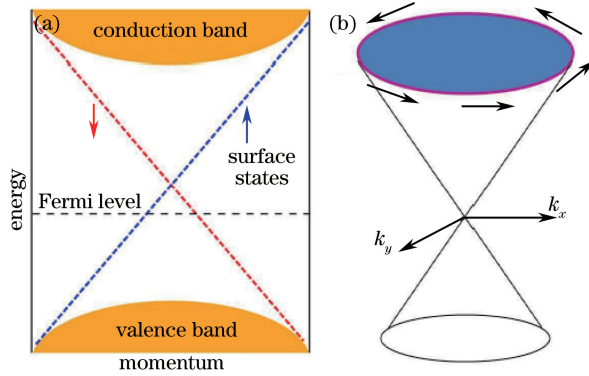 (a)
conduction band
surface
states
Fermi level
energy
valence band
momentum
(b)
k_x
k_y